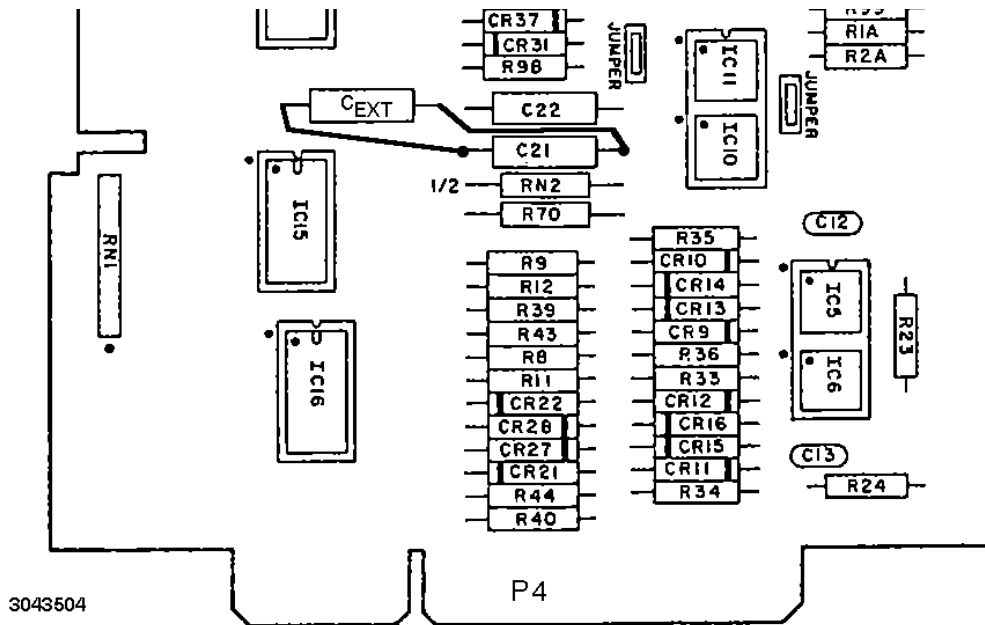 CR37
CR31
R98
JUMPER
R1A
R2A
IC11
JUMPER
CEXT
C22
IC10
C21
1/2 RN2
R70
IC15
RN1
C12
R35
CR10
CR14
CR13
CR9
R36
R33
CR12
CR16
CR15
CR11
R34
R9
R12
R39
R43
R8
R11
CR22
CR28
CR27
CR21
R44
R40
IC5
R23
IC6
IC16
C13
R24
P4
3043504